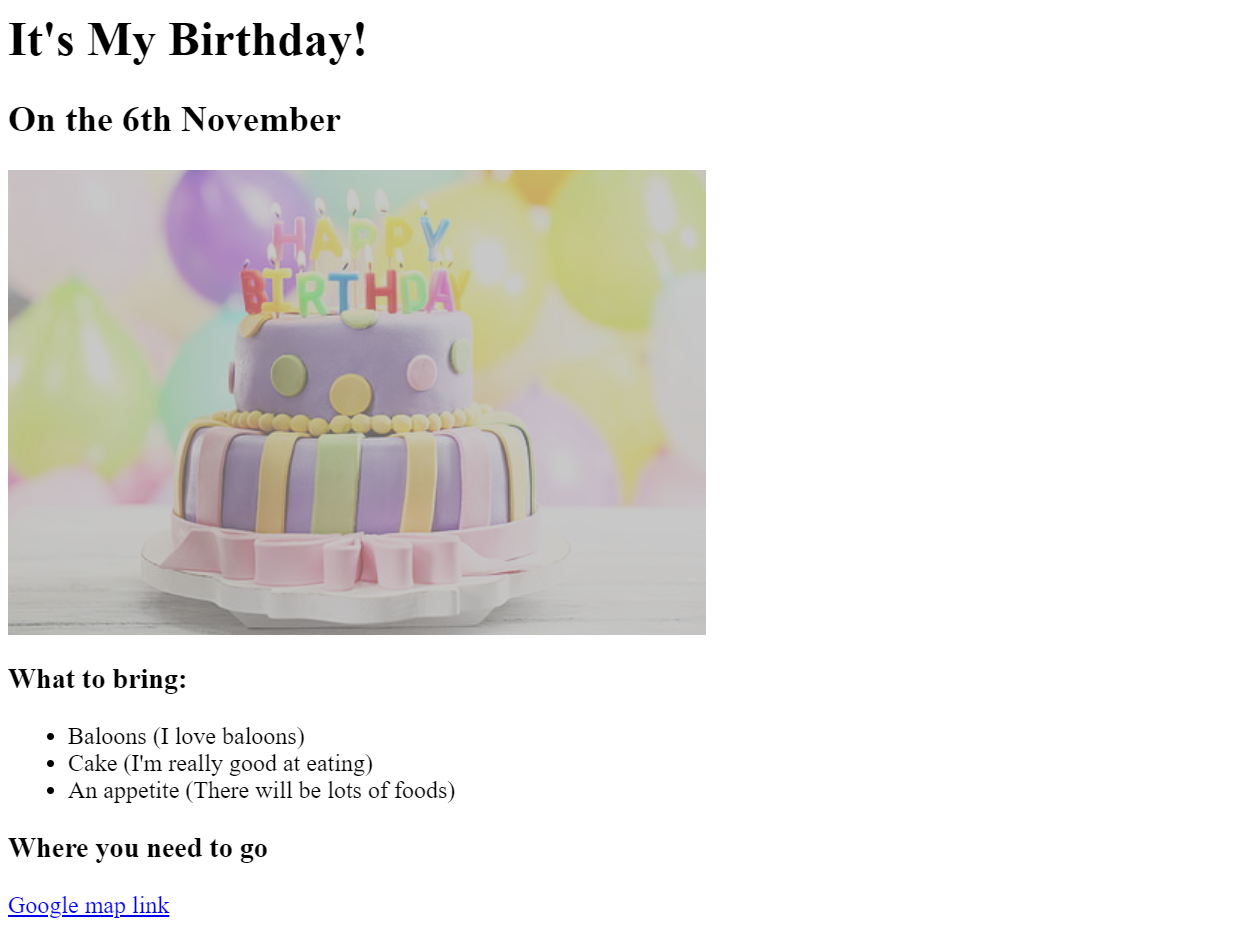 It's My Birthday!
On the 6th November
HAPPY
BIRTHDAY
What to bring:
Baloons (I love baloons)
Cake (I'm really good at eating)
An appetite (There will be lots of foods)
Where you need to go
Google map link